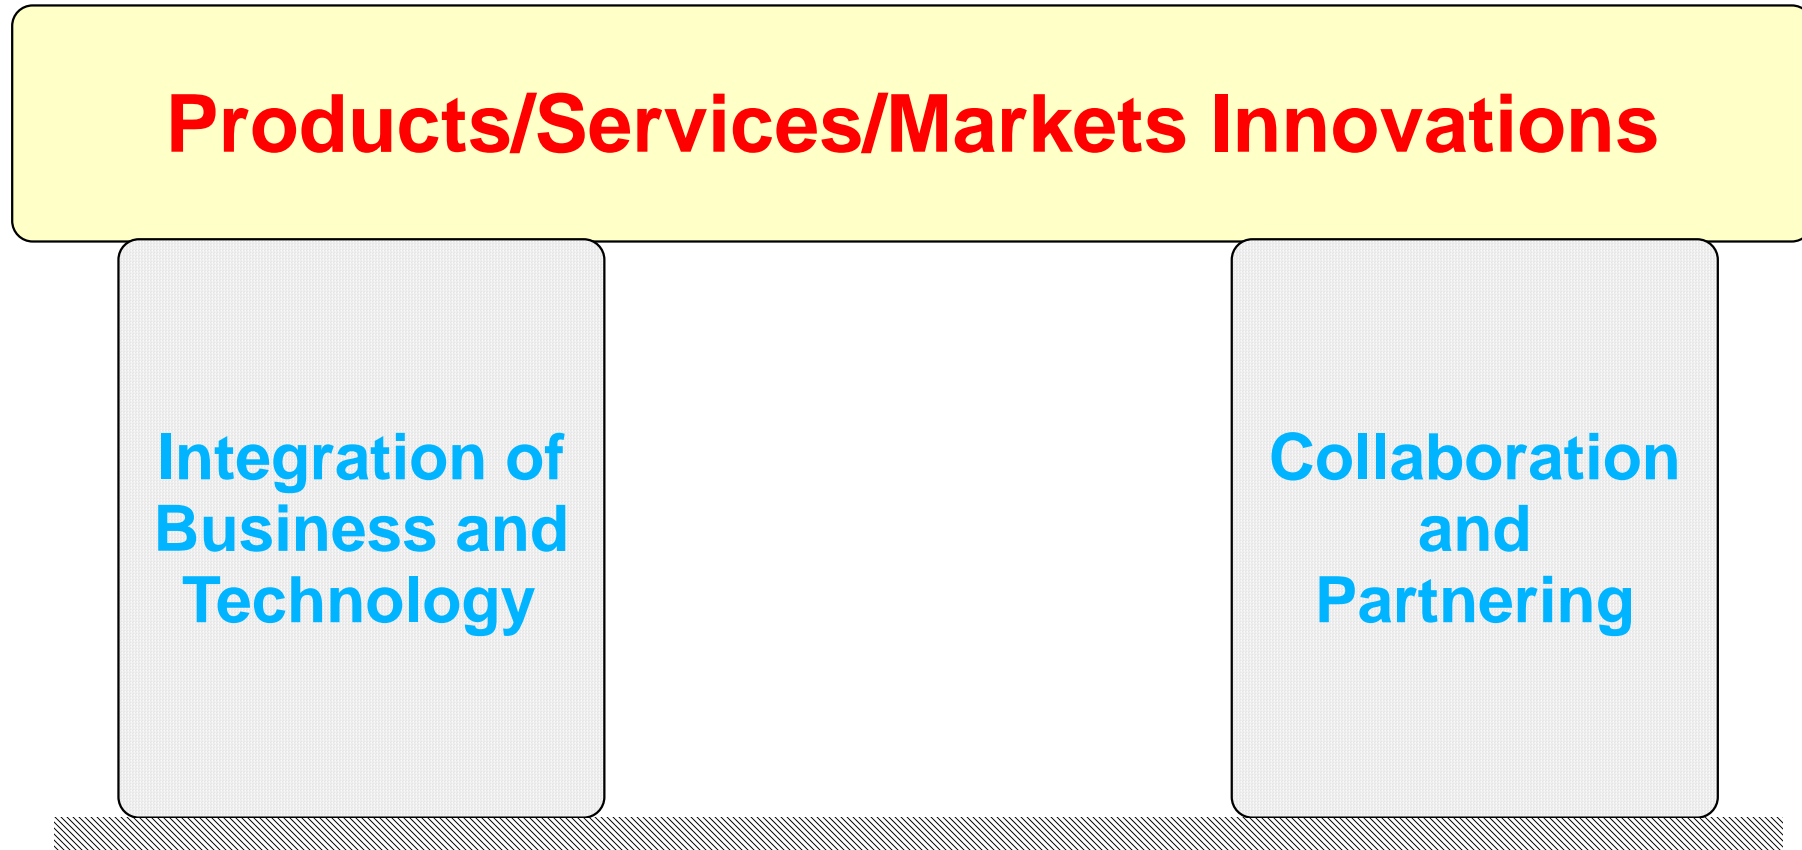 Products/Services/Markets Innovations
Integration of
Business and
Technology
Collaboration
and
Partnering